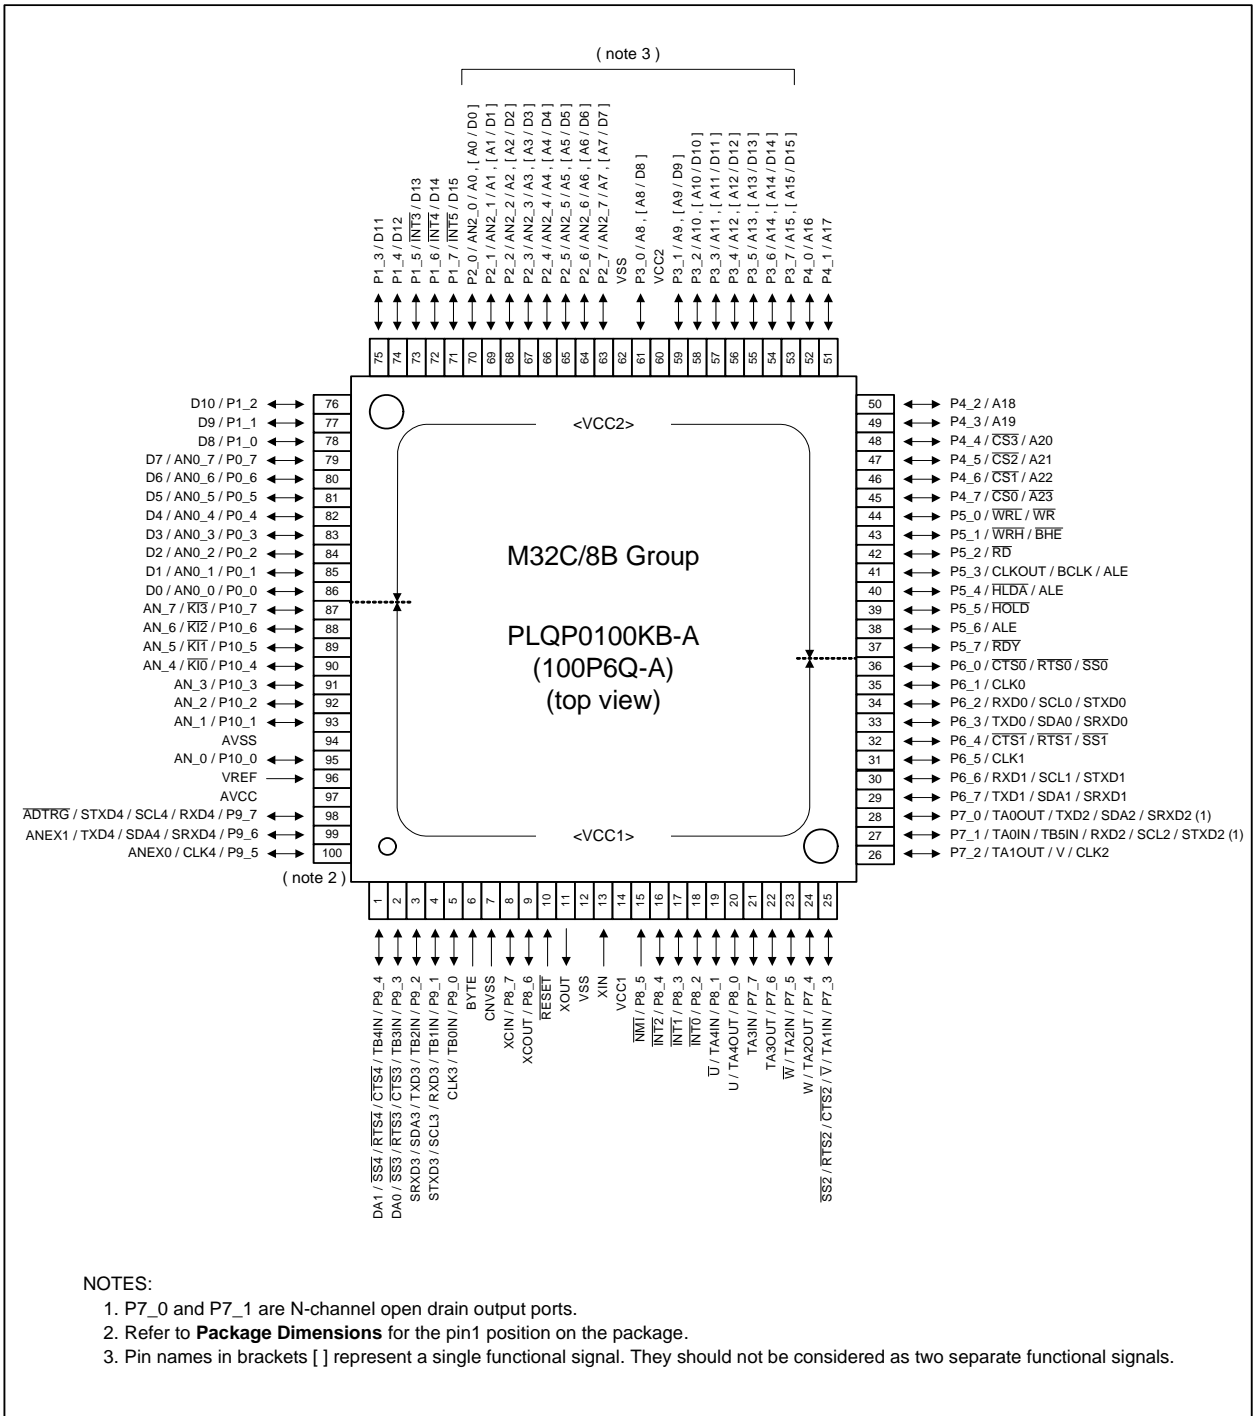 ( note 3 )
P1_3 / D11
P1_4 / D12
P1_5 / INT3 / D13
P1_6 / INT4 / D14
P1_7 / INT5 / D15
P2_0 / AN2_0 / A0 , [ A0 / D0 ]
P2_1 / AN2_1 / A1 , [ A1 / D1 ]
P2_2 / AN2_2 / A2 , [ A2 / D2 ]
P2_3 / AN2_3 / A3 , [ A3 / D3 ]
P2_4 / AN2_4 / A4 , [ A4 / D4 ]
P2_5 / AN2_5 / A5 , [ A5 / D5 ]
P2_6 / AN2_6 / A6 , [ A6 / D6 ]
P2_7 / AN2_7 / A7 , [ A7 / D7 ]
VSS
P3_0 / A8 , [ A8 / D8 ]
VCC2
P3_1 / A9 , [ A9 / D9 ]
P3_2 / A10 , [ A10 / D10 ]
P3_3 / A11 , [ A11 / D11 ]
P3_4 / A12 , [ A12 / D12 ]
P3_5 / A13 , [ A13 / D13 ]
P3_6 / A14 , [ A14 / D14 ]
P3_7 / A15 , [ A15 / D15 ]
P4_0 / A16
P4_1 / A17
75 74 73 72 71 70 69 68 67 66 65 64 63 62 61 60 59 58 57 56 55 54 53 52 51
D10 / P1_2 76
D9 / P1_1 77
D8 / P1_0 78
D7 / AN0_7 / P0_7 79
D6 / AN0_6 / P0_6 80
D5 / AN0_5 / P0_5 81
D4 / AN0_4 / P0_4 82
D3 / AN0_3 / P0_3 83
D2 / AN0_2 / P0_2 84
D1 / AN0_1 / P0_1 85
D0 / AN0_0 / P0_0 86
AN_7 / KI3 / P10_7 87
AN_6 / KI2 / P10_6 88
AN_5 / KI1 / P10_5 89
AN_4 / KI0 / P10_4 90
AN_3 / P10_3 91
AN_2 / P10_2 92
AN_1 / P10_1 93
AVSS 94
AN_0 / P10_0 95
VREF 96
AVCC 97
ADTRG / STXD4 / SCL4 / RXD4 / P9_7 98
ANEX1 / TXD4 / SDA4 / SRXD4 / P9_6 99
ANEX0 / CLK4 / P9_5 100
( note 2 )
<VCC2>
M32C/8B Group
PLQP0100KB-A
(100P6Q-A)
(top view)
<VCC1>
50 P4_2 / A18
49 P4_3 / A19
48 P4_4 / CS3 / A20
47 P4_5 / CS2 / A21
46 P4_6 / CS1 / A22
45 P4_7 / CS0 / A23
44 P5_0 / WRL / WR
43 P5_1 / WRH / BHE
42 P5_2 / RD
41 P5_3 / CLKOUT / BCLK / ALE
40 P5_4 / HLDA / ALE
39 P5_5 / HOLD
38 P5_6 / ALE
37 P5_7 / RDY
36 P6_0 / CTS0 / RTS0 / SS0
35 P6_1 / CLK0
34 P6_2 / RXD0 / SCL0 / STXD0
33 P6_3 / TXD0 / SDA0 / SRXD0
32 P6_4 / CTS1 / RTS1 / SS1
31 P6_5 / CLK1
30 P6_6 / RXD1 / SCL1 / STXD1
29 P6_7 / TXD1 / SDA1 / SRXD1
28 P7_0 / TA0OUT / TXD2 / SDA2 / SRXD2 (1)
27 P7_1 / TA0IN / TB5IN / RXD2 / SCL2 / STXD2 (1)
26 P7_2 / TA1OUT / V / CLK2
1 2 3 4 5 6 7 8 9 10 11 12 13 14 15 16 17 18 19 20 21 22 23 24 25
DA1 / SS4 / RTS4 / CTS4 / TB4IN / P9_4
DA0 / SS3 / RTS3 / CTS3 / TB3IN / P9_3
SRXD3 / SDA3 / TXD3 / TB2IN / P9_2
STXD3 / SCL3 / RXD3 / TB1IN / P9_1
CLK3 / TB0IN / P9_0
BYTE
CNVSS
XCIN / P8_7
XCOUT / P8_6
RESET
XOUT
VSS
XIN
VCC1
NMI / P8_5
INT2 / P8_4
INT1 / P8_3
INT0 / P8_2
U / TA4IN / P8_1
U / TA4OUT / P8_0
TA3IN / P7_7
TA3OUT / P7_6
W / TA2IN / P7_5
W / TA2OUT / P7_4
SS2 / RTS2 / CTS2 / V / TA1IN / P7_3
NOTES:
1. P7_0 and P7_1 are N-channel open drain output ports.
2. Refer to Package Dimensions for the pin1 position on the package.
3. Pin names in brackets [ ] represent a single functional signal. They should not be considered as two separate functional signals.